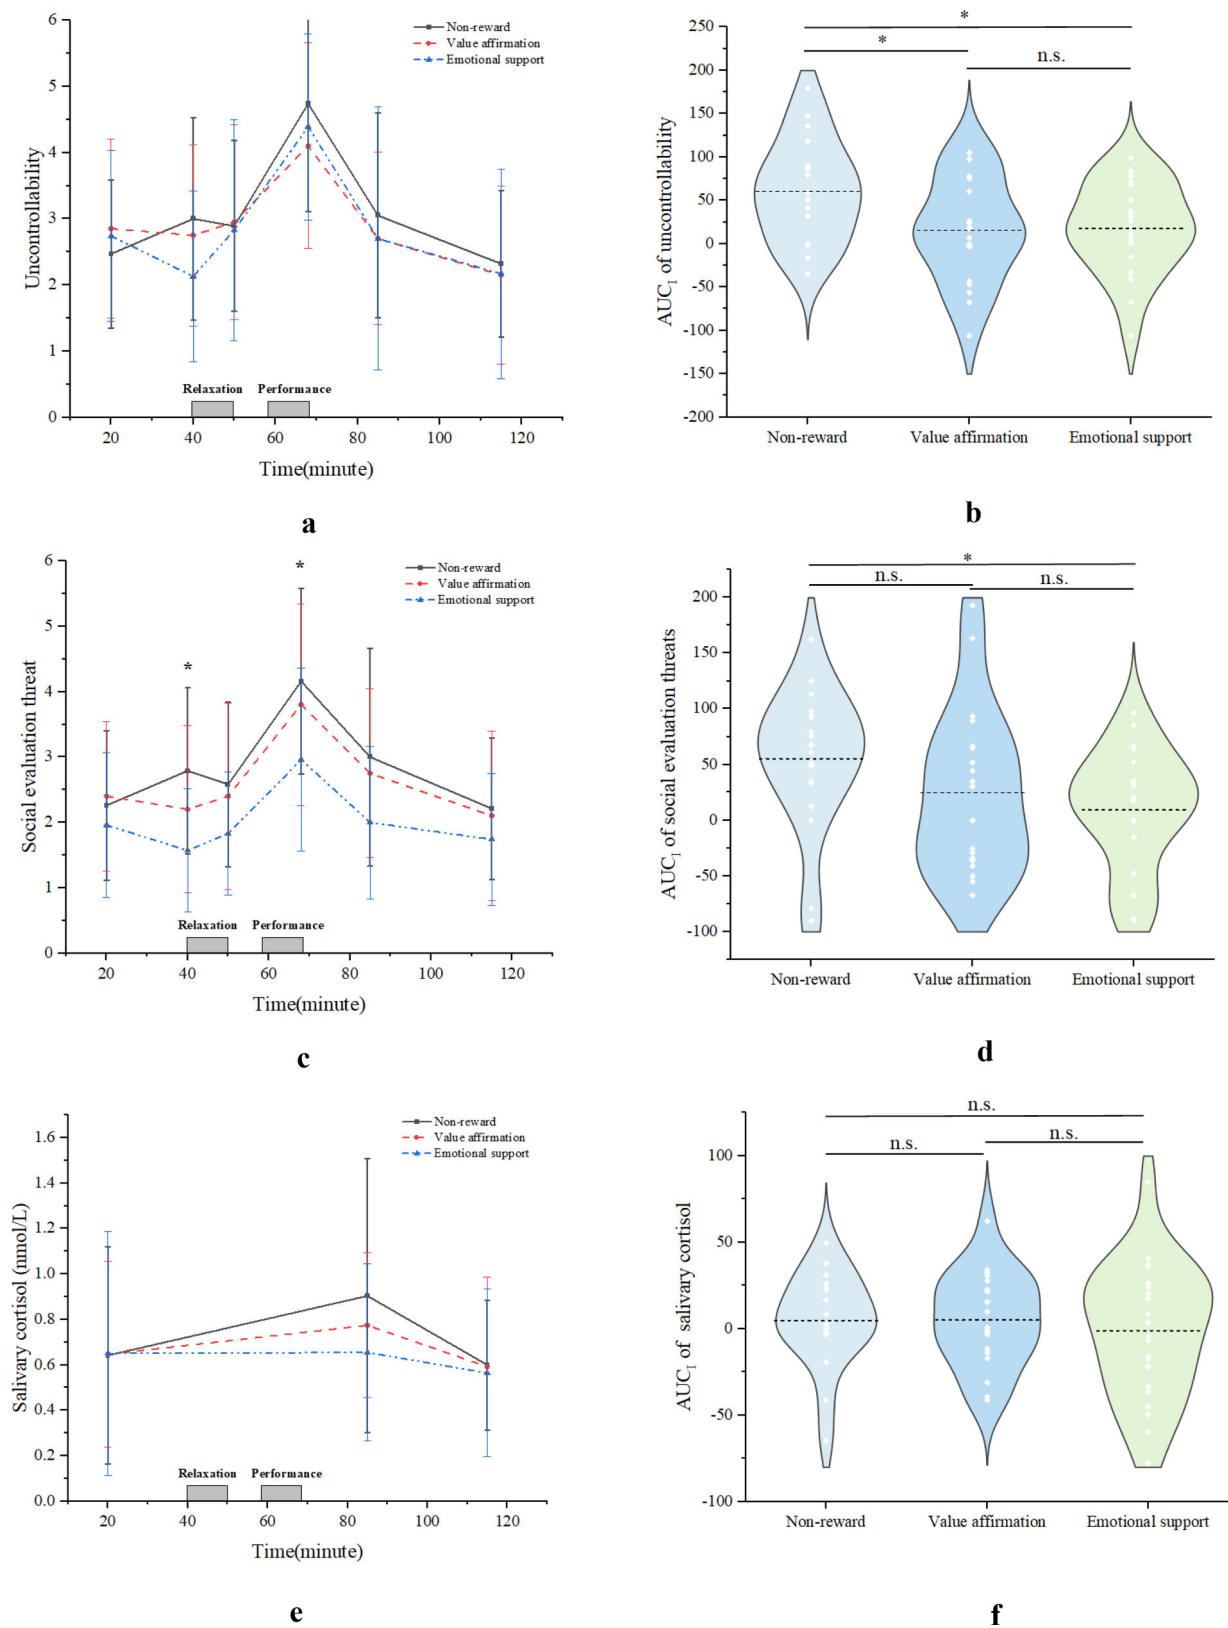 6
5
4
3
2
1
0
Uncontrollability
Non-reward
Value affirmation
Emotional support
Relaxation
Performance
20
40
60
80
100
120
Time(minute)
a
250
200
150
100
50
0
-50
-100
-150
-200
AUCI of uncontrollability
*
*
n.s.
Non-reward
Value affirmation
Emotional support
b
6
5
4
3
2
1
0
Social evaluation threat
*
*
Non-reward
Value affirmation
Emotional support
Relaxation
Performance
20
40
60
80
100
120
Time(minute)
c
200
150
100
50
0
-50
-100
AUCI of social evaluation threats
*
n.s.
n.s.
Non-reward
Value affirmation
Emotional support
d
1.6
1.4
1.2
1.0
0.8
0.6
0.4
0.2
0.0
Salivary cortisol (nmol/L)
Non-reward
Value affirmation
Emotional support
Relaxation
Performance
20
40
60
80
100
120
Time(minute)
e
100
50
0
-50
-100
AUCI of salivary cortisol
n.s.
n.s.
n.s.
Non-reward
Value affirmation
Emotional support
f